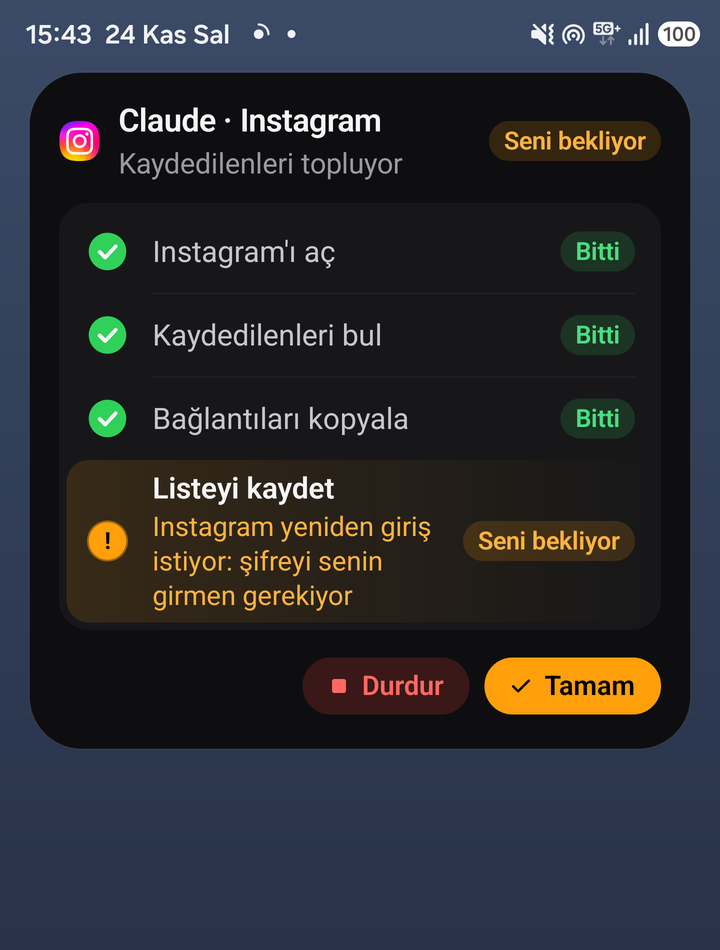 15:43 24 Kas Sal
5G+
100
Claude · Instagram
Kaydedilenleri topluyor
Seni bekliyor
Instagram'ı aç
Bitti
Kaydedilenleri bul
Bitti
Bağlantıları kopyala
Bitti
Listeyi kaydet
Instagram yeniden giriş
istiyor: şifreyi senin
girmen gerekiyor
Seni bekliyor
Durdur
Tamam